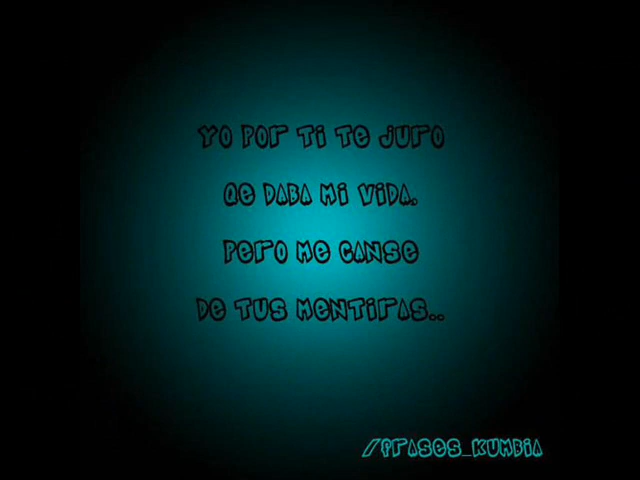 Yo por ti te juro
qe daba mi vida.
pero me canse
de tus mentiras..
/frases_kumbia